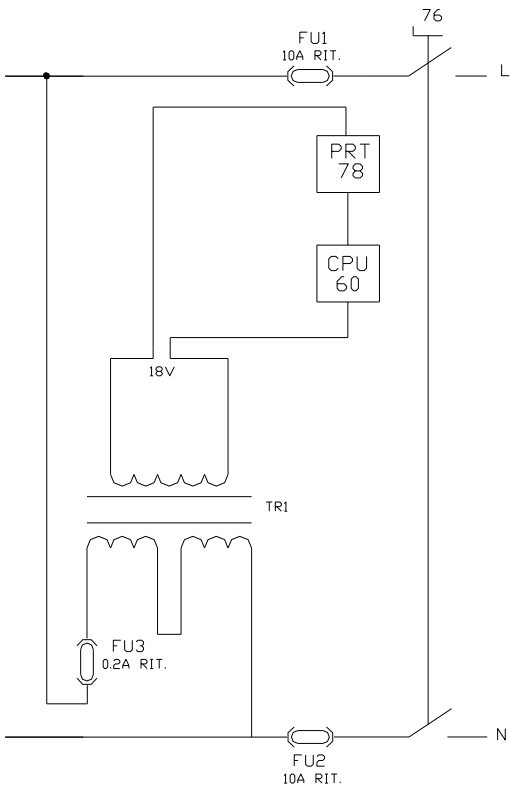 76
FU1
10A RIT.
L
PRT
78
CPU
60
18V
TR1
FU3
0.2A RIT.
N
FU2
10A RIT.